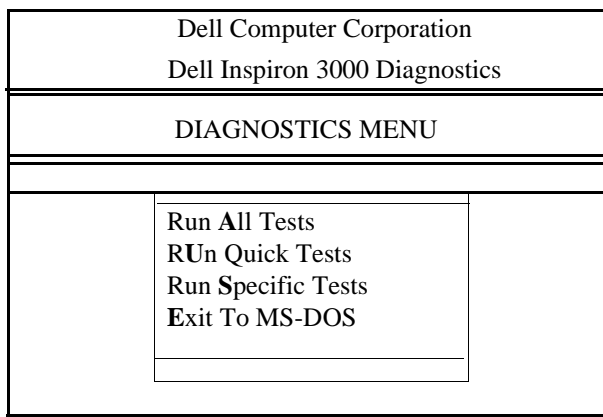 Dell Computer Corporation
Dell Inspiron 3000 Diagnostics
DIAGNOSTICS MENU
Run All Tests
RUn Quick Tests
Run Specific Tests
Exit To MS-DOS